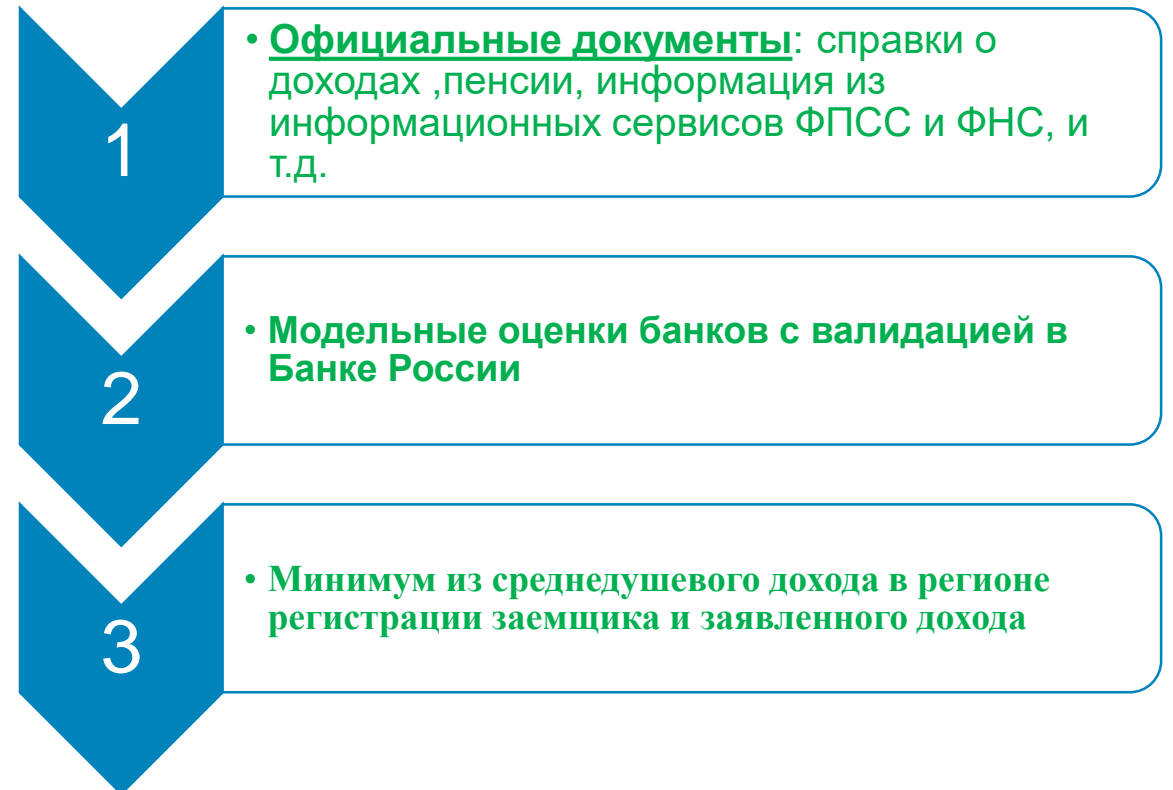 1
• Официальные документы: справки о
доходах ,пенсии, информация из
информационных сервисов ФПСС и ФНС, и
т.д.
2
• Модельные оценки банков с валидацией в
Банке России
3
• Минимум из среднедушевого дохода в регионе
регистрации заемщика и заявленного дохода